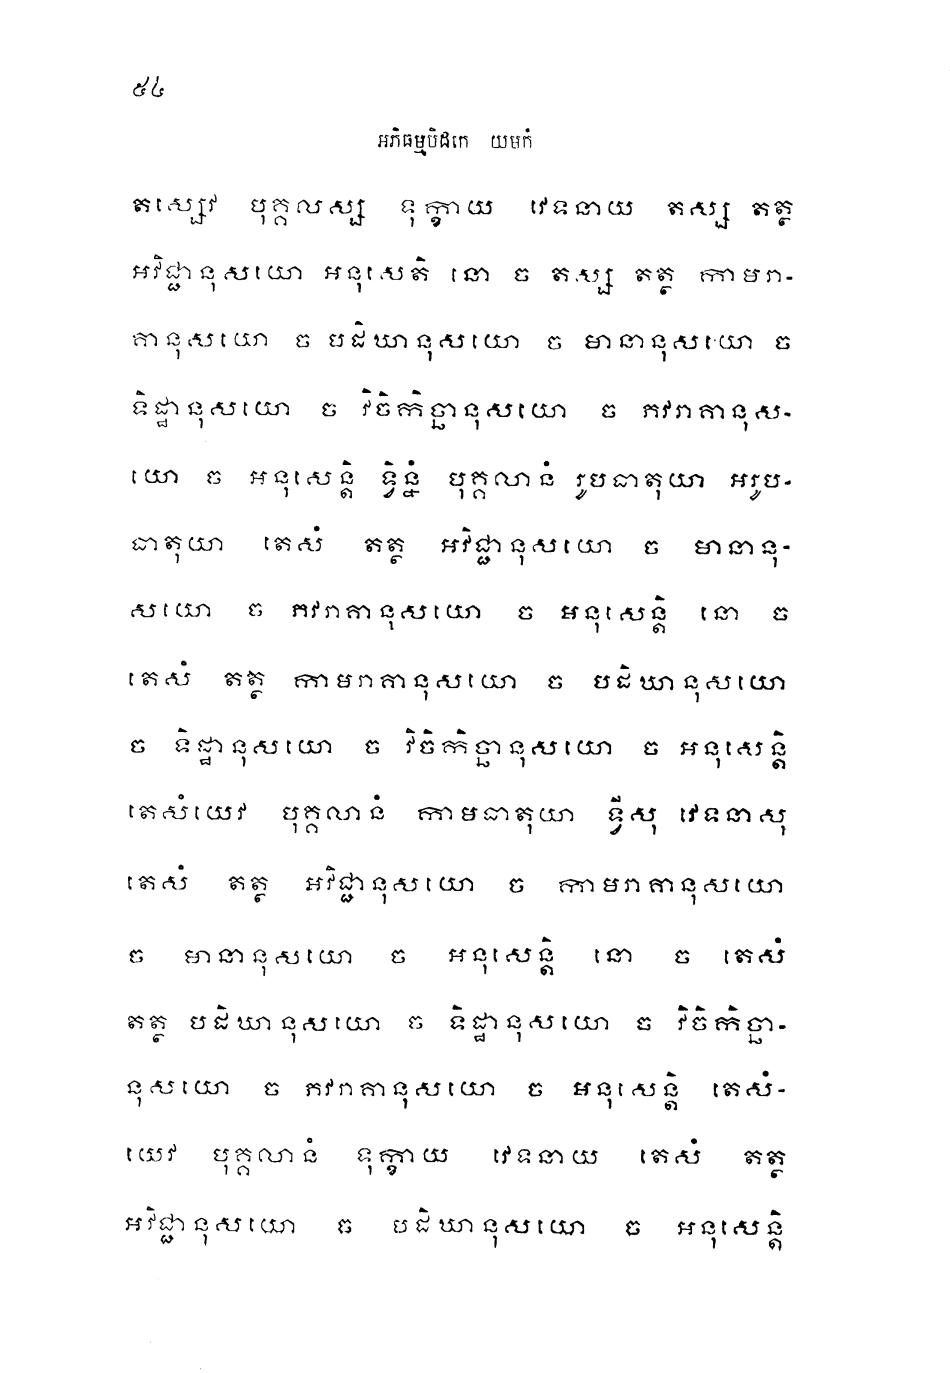 ៥៤
អភិធម្មបិដកេ យមកំ
តស្សេវ បុគ្គលស្ស ទុក្ខាយ វេទនាយ តស្ស តត្ថ
អវិជ្ជានុសយោ អនុសេតិ នោ ច តស្ស តត្ថ កាមរា-
គានុសយោ ច បដិឃានុសយោ ច មានានុសយោ ច
ទិដ្ឋានុសយោ ច វិចិកិច្ឆានុសយោ ច ភវរាគានុស-
យោ ច អនុសេន្តិ ទ្វិន្នំ បុគ្គលានំ រូបធាតុយា អរូប-
ធាតុយា តេសំ តត្ថ អវិជ្ជានុសយោ ច មានានុ-
សយោ ច ភវរាគានុសយោ ច អនុសេន្តិ នោ ច
តេសំ តត្ថ កាមរាគានុសយោ ច បដិឃានុសយោ
ច ទិដ្ឋានុសយោ ច វិចិកិច្ឆានុសយោ ច អនុសេន្តិ
តេសំយេវ បុគ្គលានំ កាមធាតុយា ទ្វីសុ វេទនាសុ
តេសំ តត្ថ អវិជ្ជានុសយោ ច កាមរាគានុសយោ
ច មានានុសយោ ច អនុសេន្តិ នោ ច តេសំ
តត្ថ បដិឃានុសយោ ច ទិដ្ឋានុសយោ ច វិចិកិច្ឆា-
នុសយោ ច ភវរាគានុសយោ ច អនុសេន្តិ តេសំ-
យេវ បុគ្គលានំ ទុក្ខាយ វេទនាយ តេសំ តត្ថ
អវិជ្ជានុសយោ ច បដិឃានុសយោ ច អនុសេន្តិ